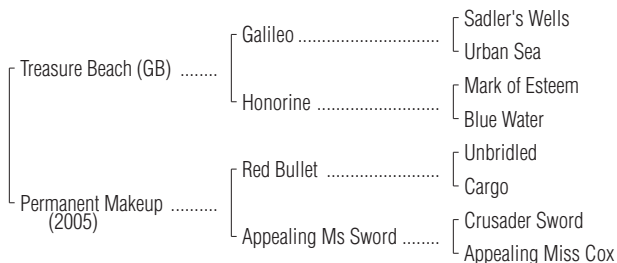 Sadler's Wells
Galileo ..............................
Urban Sea
Treasure Beach (GB) ........
Mark of Esteem
Honorine ..........................
Blue Water
Unbridled
Red Bullet ........................
Cargo
Permanent Makeup ..........
(2005)
Crusader Sword
Appealing Ms Sword ........
Appealing Miss Cox